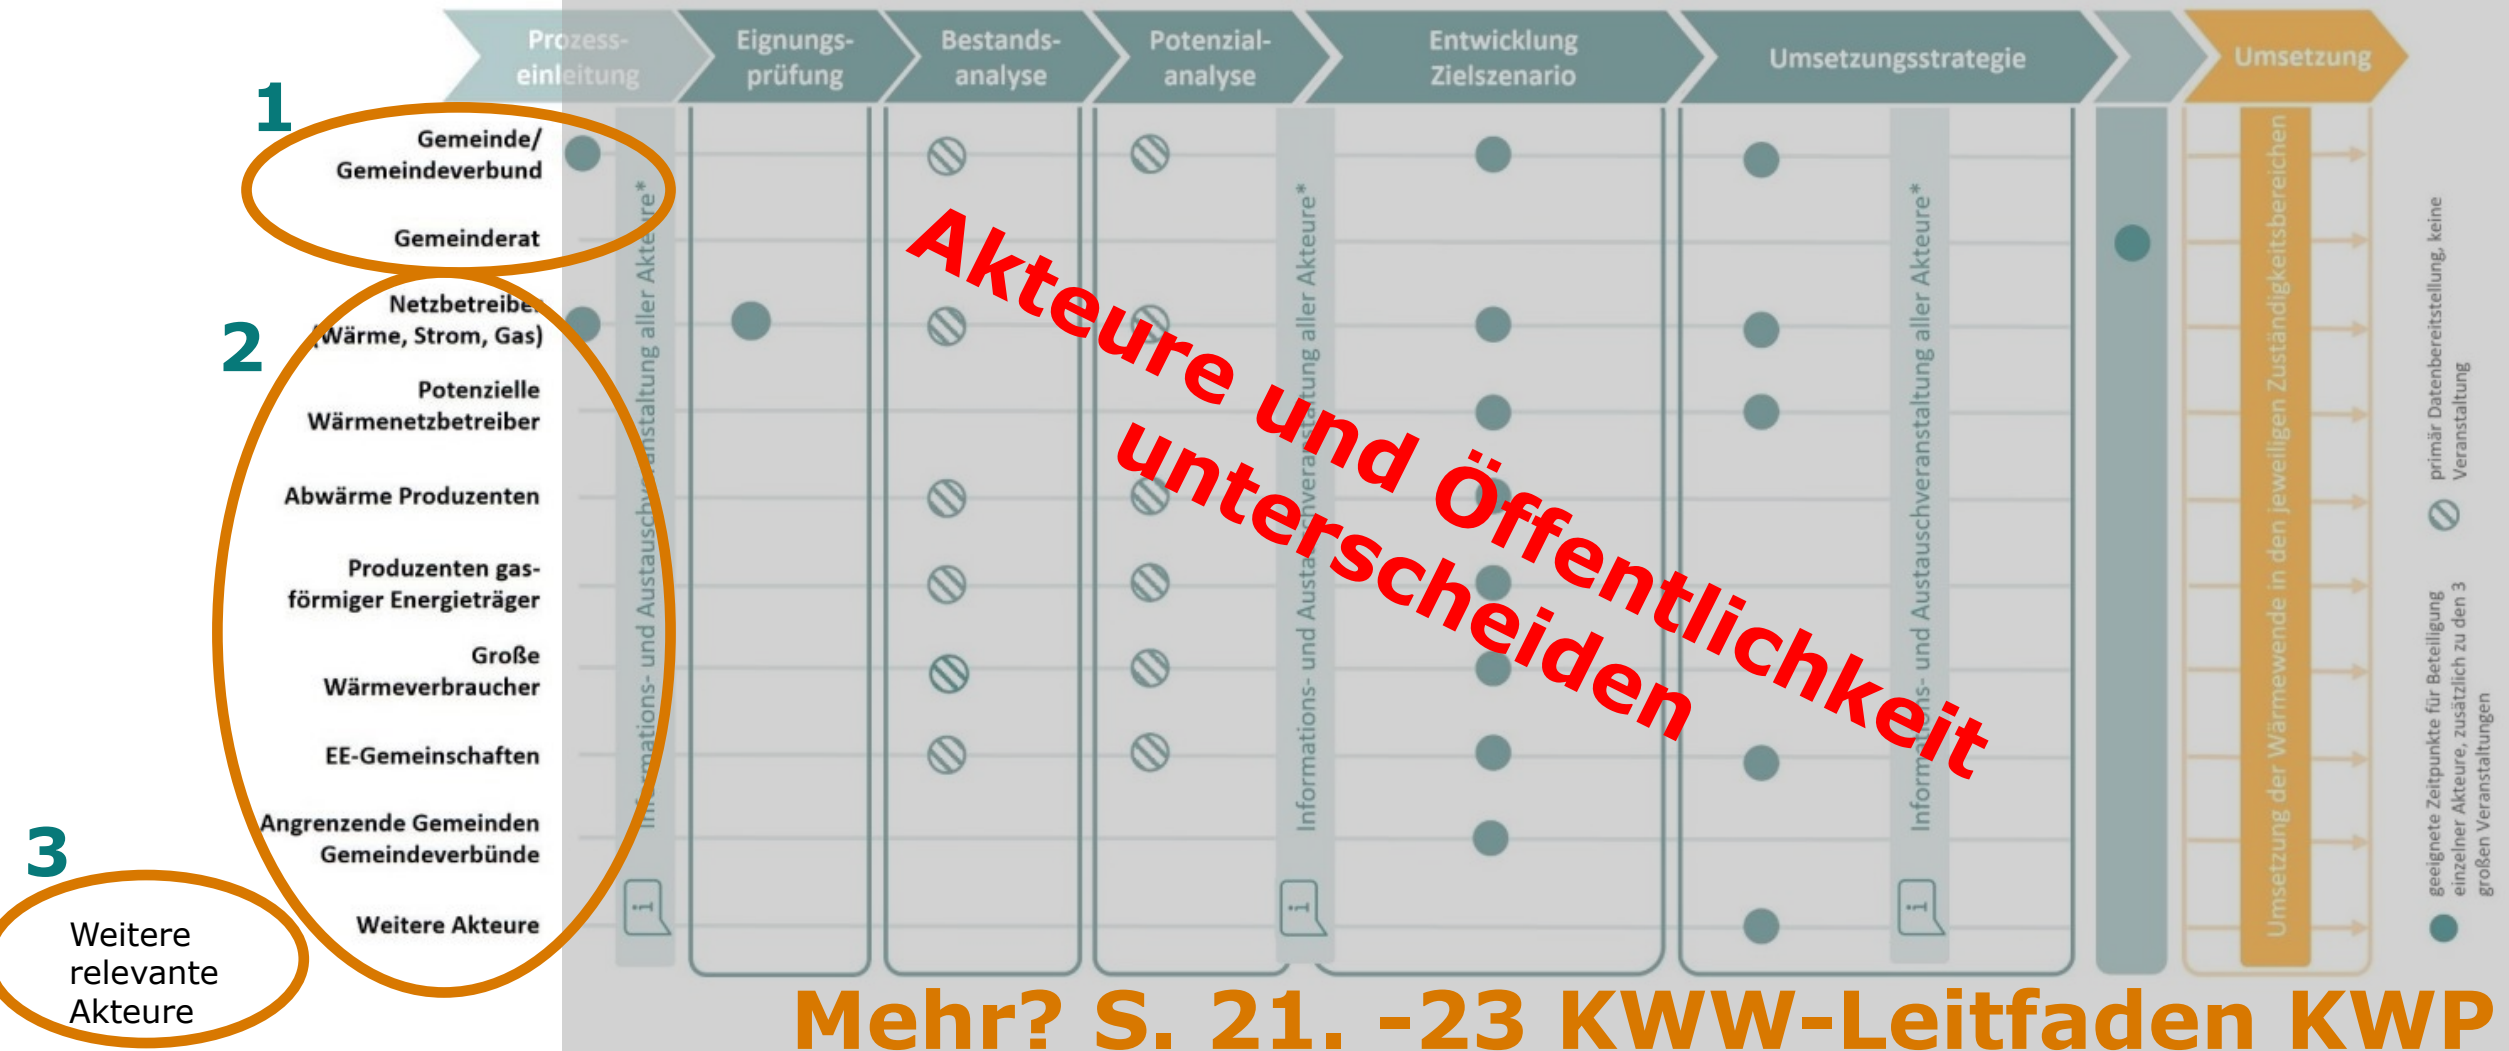 Prozess-
einleitung
Eignungs-
prüfung
Bestands-
analyse
Potenzial-
analyse
Entwicklung
Zielszenario
Umsetzungsstrategie
Umsetzung
1
Gemeinde/
Gemeindeverbund
Gemeinderat
2
Netzbetreiber
(Wärme, Strom, Gas)
Potenzielle
Wärmenetzbetreiber
Abwärme Produzenten
Produzenten gas-
förmiger Energieträger
Große
Wärmeverbraucher
EE-Gemeinschaften
Angrenzende Gemeinden
Gemeindeverbünde
Weitere Akteure
3
Weitere
relevante
Akteure
Informations- und Austauschveranstaltung aller Akteure*
i
Informations- und Austauschveranstaltung aller Akteure*
i
Informations- und Austauschveranstaltung aller Akteure*
i
Umsetzung der Wärmewende in den jeweiligen Zuständigkeitsbereichen
Akteure und Öffentlichkeit
unterscheiden
primär Datenbereitstellung, keine
Veranstaltung
geeignete Zeitpunkte für Beteiligung
einzelner Akteure, zusätzlich zu den 3
großen Veranstaltungen
Mehr? S. 21. -23 KWW-Leitfaden KWP